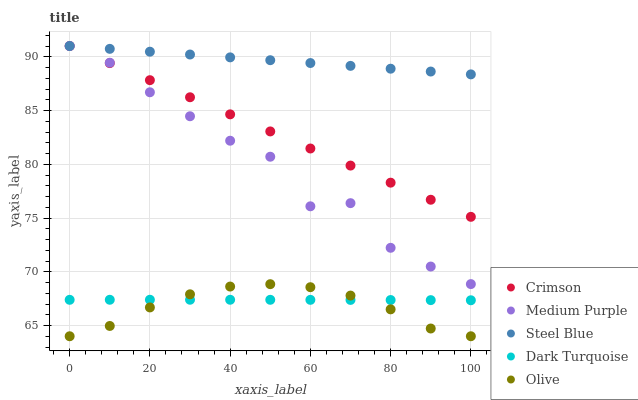 title
yaxis_label
90
85
80
75
70
65
0
20
40
60
80
100
xaxis_label
Crimson
Medium Purple
Steel Blue
Dark Turquoise
Olive